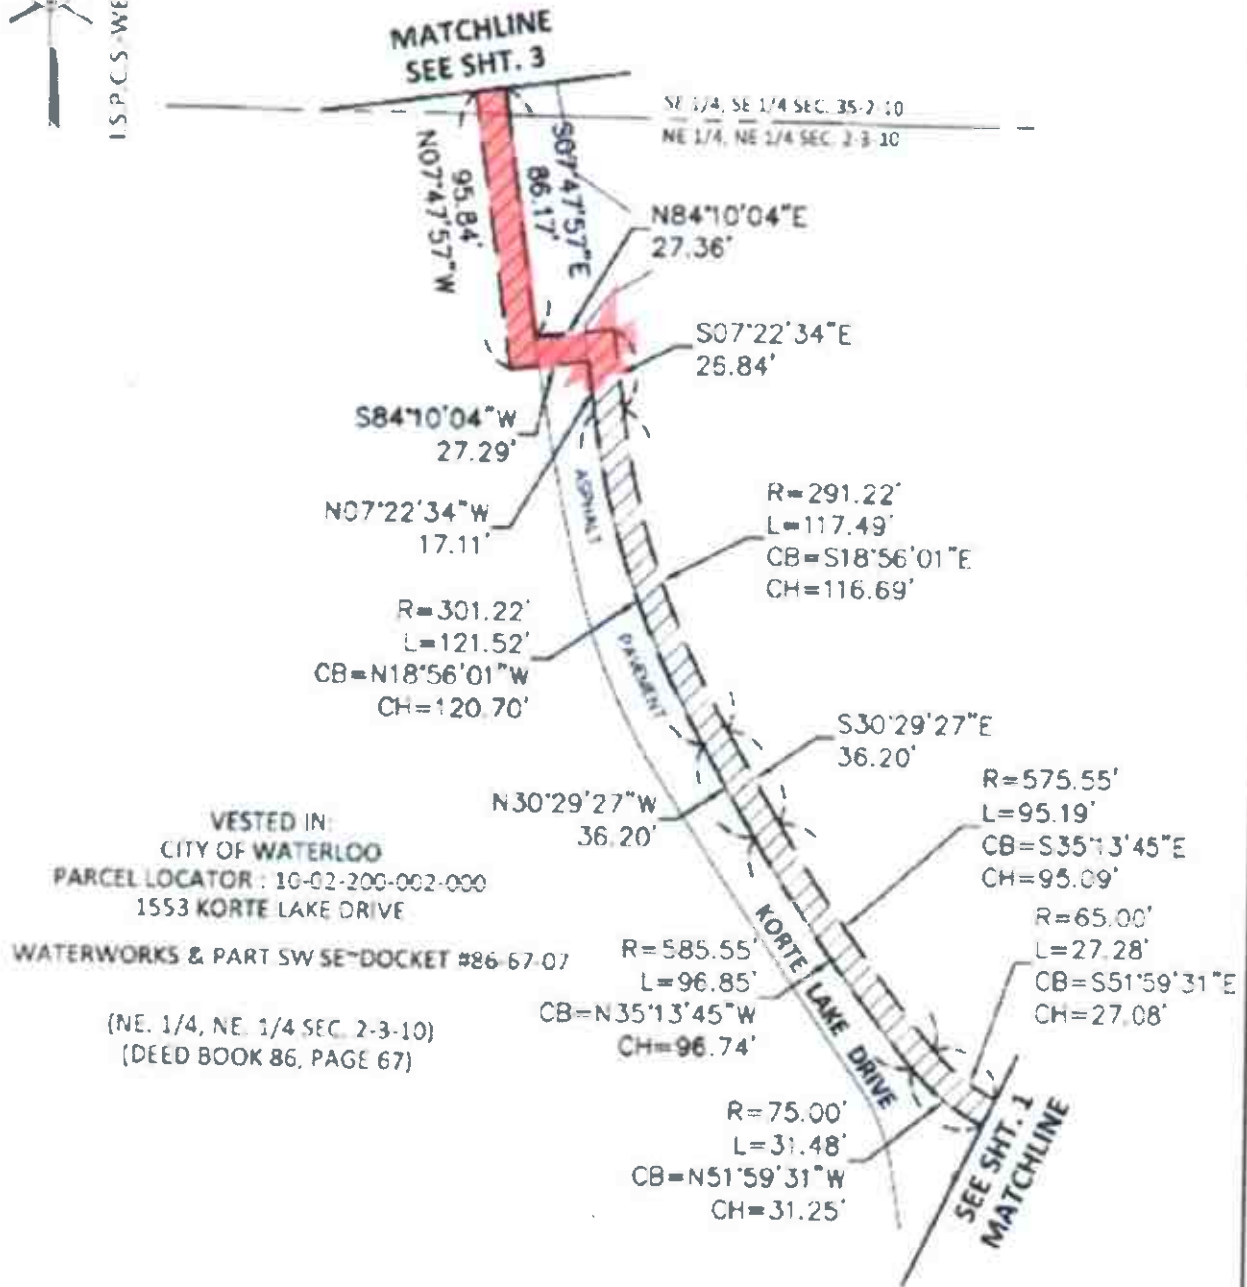 I.S.P.C.S.-WE
MATCHLINE
SEE SHT. 3
SE 1/4, SE 1/4 SEC. 35-2-10
NE 1/4, NE 1/4 SEC. 2-3-10
N07°47'57"W
95.84'
S07°47'57"E
86.17'
N84°10'04"E
27.36'
S07°22'34"E
26.84'
S84°10'04"W
27.29'
N07°22'34"W
17.11'
ASPHALT
PAVEMENT
R=291.22'
L=117.49'
CB=S18°56'01"E
CH=116.69'
R=301.22'
L=121.52'
CB=N18°56'01"W
CH=120.70'
S30°29'27"E
36.20'
N30°29'27"W
36.20'
R=575.55'
L=95.19'
CB=S35°13'45"E
CH=95.09'
VESTED IN:
CITY OF WATERLOO
PARCEL LOCATOR : 10-02-200-002-000
1553 KORTE LAKE DRIVE
WATERWORKS & PART SW SE~DOCKET #86-67-07
(NE. 1/4, NE. 1/4 SEC. 2-3-10)
(DEED BOOK 86, PAGE 67)
R=585.55'
L=96.85'
CB=N35°13'45"W
CH=96.74'
KORTE LAKE DRIVE
R=65.00'
L=27.28'
CB=S51°59'31"E
CH=27.08'
R=75.00'
L=31.48'
CB=N51°59'31"W
CH=31.25'
SEE SHT. 1
MATCHLINE